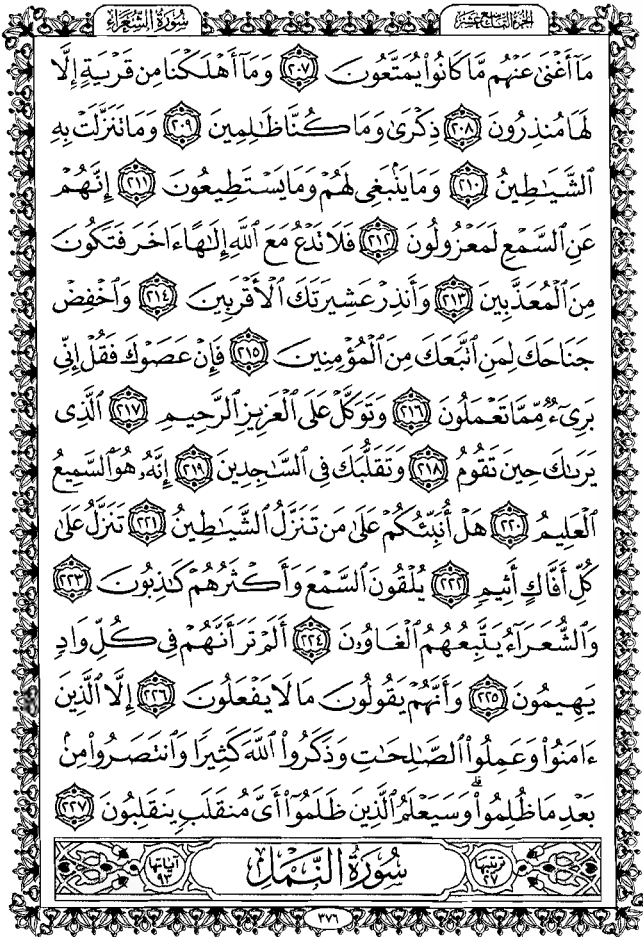 الجزء التاسع عشر سورة الشعراء
مَآ أَغْنَىٰ عَنْهُم مَّا كَانُوا۟ يُمَتَّعُونَ ٢٠٧ وَمَآ أَهْلَكْنَا مِن قَرْيَةٍ إِلَّا
لَهَا مُنذِرُونَ ٢٠٨ ذِكْرَىٰ وَمَا كُنَّا ظَـٰلِمِينَ ٢٠٩ وَمَا تَنَزَّلَتْ بِهِ
ٱلشَّيَـٰطِينُ ٢١٠ وَمَا يَنۢبَغِى لَهُمْ وَمَا يَسْتَطِيعُونَ ٢١١ إِنَّهُمْ
عَنِ ٱلسَّمْعِ لَمَعْزُولُونَ ٢١٢ فَلَا تَدْعُ مَعَ ٱللَّهِ إِلَـٰهًا ءَاخَرَ فَتَكُونَ
مِنَ ٱلْمُعَذَّبِينَ ٢١٣ وَأَنذِرْ عَشِيرَتَكَ ٱلْأَقْرَبِينَ ٢١٤ وَٱخْفِضْ
جَنَاحَكَ لِمَنِ ٱتَّبَعَكَ مِنَ ٱلْمُؤْمِنِينَ ٢١٥ فَإِنْ عَصَوْكَ فَقُلْ إِنِّى
بَرِىٓءٌ مِّمَّا تَعْمَلُونَ ٢١٦ وَتَوَكَّلْ عَلَى ٱلْعَزِيزِ ٱلرَّحِيمِ ٢١٧ ٱلَّذِى
يَرَىٰكَ حِينَ تَقُومُ ٢١٨ وَتَقَلُّبَكَ فِى ٱلسَّـٰجِدِينَ ٢١٩ إِنَّهُۥ هُوَ ٱلسَّمِيعُ
ٱلْعَلِيمُ ٢٢٠ هَلْ أُنَبِّئُكُمْ عَلَىٰ مَن تَنَزَّلُ ٱلشَّيَـٰطِينُ ٢٢١ تَنَزَّلُ عَلَىٰ
كُلِّ أَفَّاكٍ أَثِيمٍ ٢٢٢ يُلْقُونَ ٱلسَّمْعَ وَأَكْثَرُهُمْ كَـٰذِبُونَ ٢٢٣
وَٱلشُّعَرَآءُ يَتَّبِعُهُمُ ٱلْغَاوُۥنَ ٢٢٤ أَلَمْ تَرَ أَنَّهُمْ فِى كُلِّ وَادٍ
يَهِيمُونَ ٢٢٥ وَأَنَّهُمْ يَقُولُونَ مَا لَا يَفْعَلُونَ ٢٢٦ إِلَّا ٱلَّذِينَ
ءَامَنُوا۟ وَعَمِلُوا۟ ٱلصَّـٰلِحَـٰتِ وَذَكَرُوا۟ ٱللَّهَ كَثِيرًا وَٱنتَصَرُوا۟ مِنۢ
بَعْدِ مَا ظُلِمُوا۟ ۗ وَسَيَعْلَمُ ٱلَّذِينَ ظَلَمُوٓا۟ أَىَّ مُنقَلَبٍ يَنقَلِبُونَ ٢٢٧
ترتيبها ٢٧ سُورَةُ النَّمْلِ آياتها ٩٣
٣٧٦